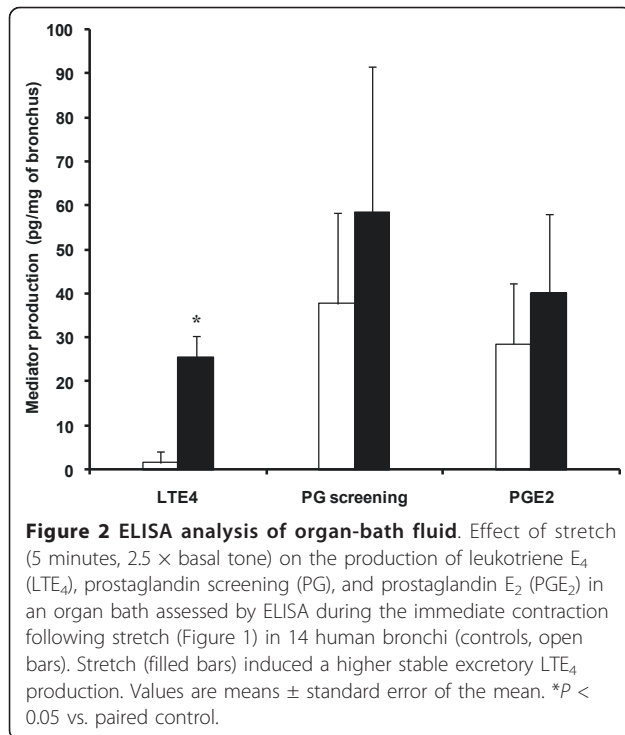 100
90
80
70
60
50
40
30
20
10
0
Mediator production (pg/mg of bronchus)
*
LTE4 PG screening PGE2
Figure 2 ELISA analysis of organ-bath fluid. Effect of stretch
(5 minutes, 2.5 × basal tone) on the production of leukotriene E4
(LTE4), prostaglandin screening (PG), and prostaglandin E2 (PGE2) in
an organ bath assessed by ELISA during the immediate contraction
following stretch (Figure 1) in 14 human bronchi (controls, open
bars). Stretch (filled bars) induced a higher stable excretory LTE4
production. Values are means ± standard error of the mean. *P <
0.05 vs. paired control.